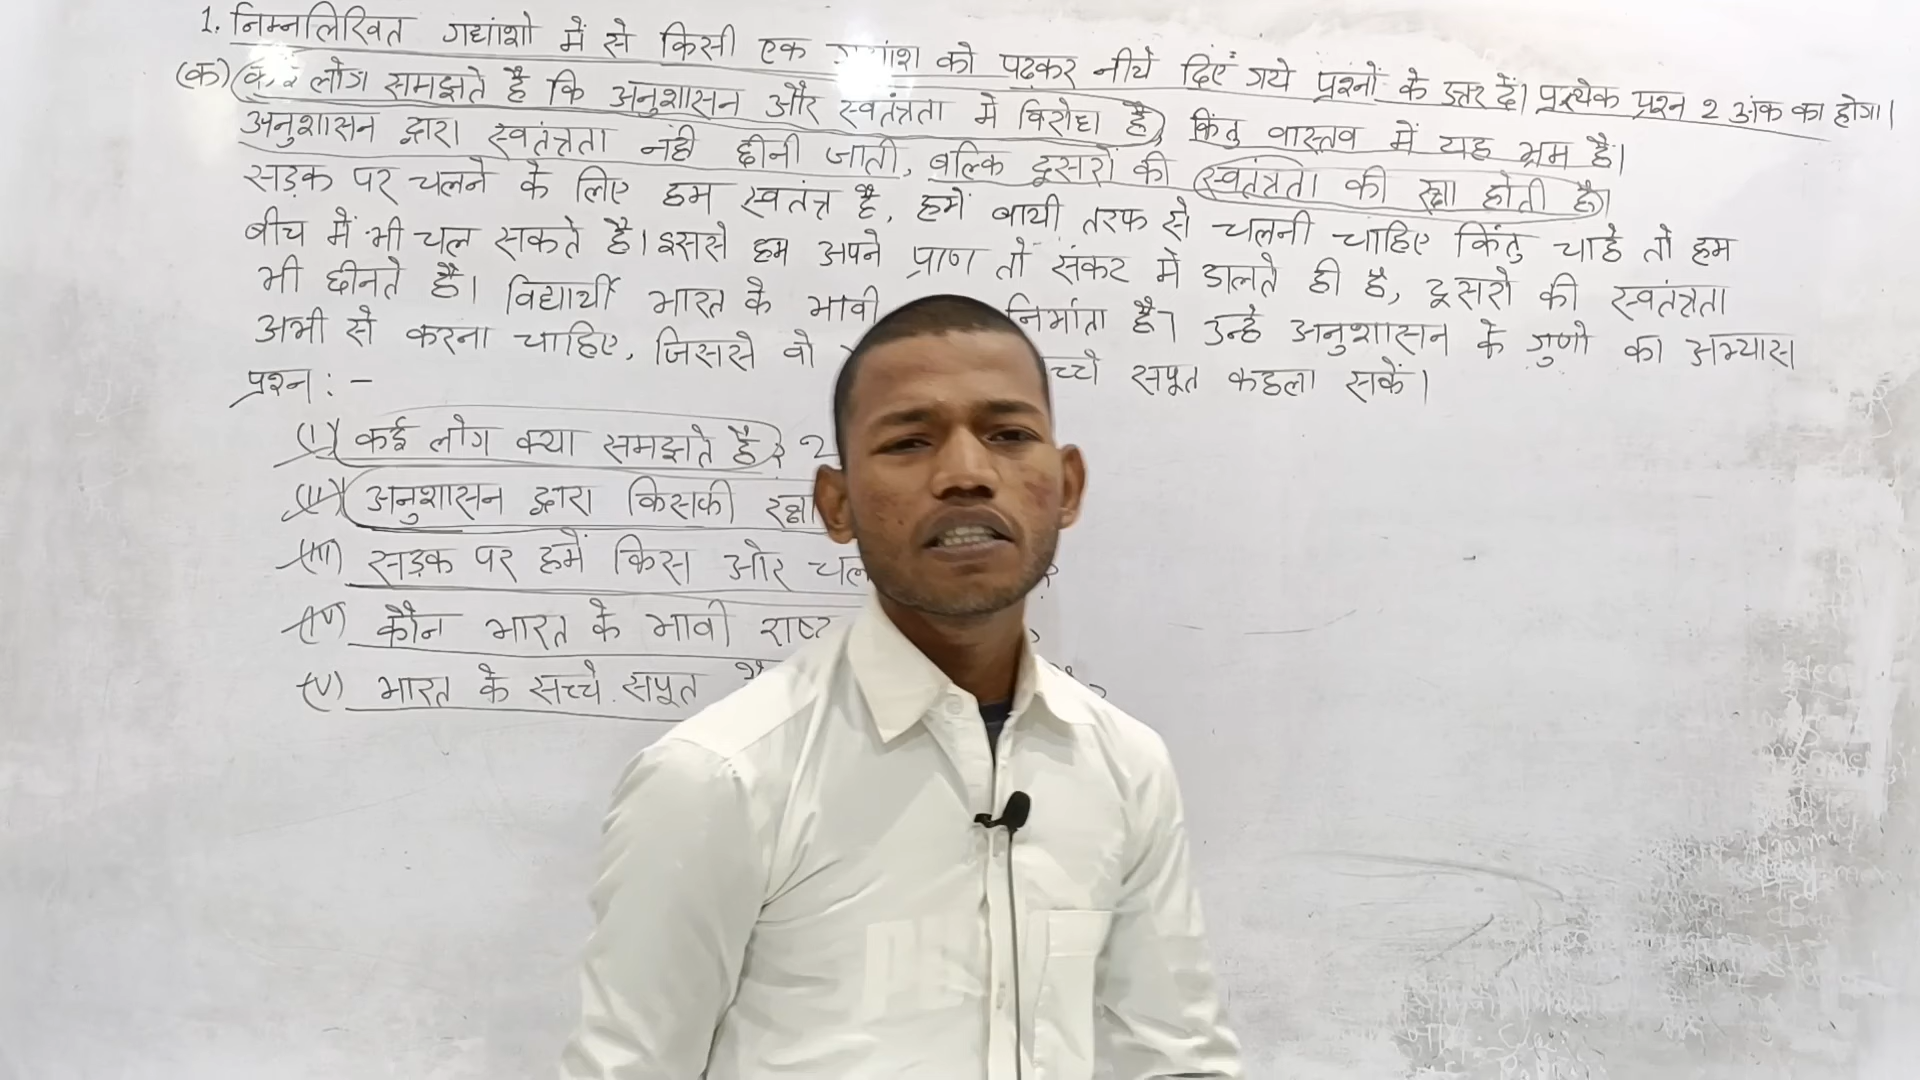 1. निम्नलिखित गद्यांशो में से किसी एक को पढ़कर नीचे दिएँ गये प्रश्नों के उत्तर दें। प्रत्येक प्रश्न 2 अंक का होगा।
(क) लोग समझते है कि अनुशासन और स्वतंत्रता मे विरोध है, किंतु वास्तव में यह भ्रम है।
अनुशासन द्वारा स्वतंत्रता नंही छीनी जाती, बल्कि दूसरों की स्वतंत्रता की रक्षा होती है।
सड़क पर चलने के लिए हम स्वतंत्र है, हमें बायी तरफ से चलनी चाहिए किंतु चाहे तो हम
बीच में भी चल सकते है। इससे हम अपने प्राण तो संकट मे डालते ही है, दूसरो की स्वतंत्रता
भी छीनते है। विद्यार्थी भारत के भावी निर्माता है। उन्हे अनुशासन के गुणो का अभ्यास
अभी से करना चाहिए, जिससे वो सपूत कहला सकें।
प्रश्न : -
(i) कई लोग क्या समझते है ?
(ii) अनुशासन द्वारा किसकी रक्षा
(iii) सड़क पर हमें किस ओर
(iv) कौन भारत के भावी
(v) भारत के सच्चे सपूत